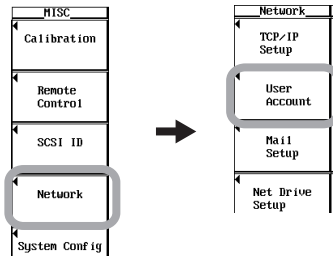 MISC
Calibration
Remote
Control
SCSI ID
Network
System Config
Network
TCP/IP
Setup
User
Account
Mail
Setup
Net Drive
Setup